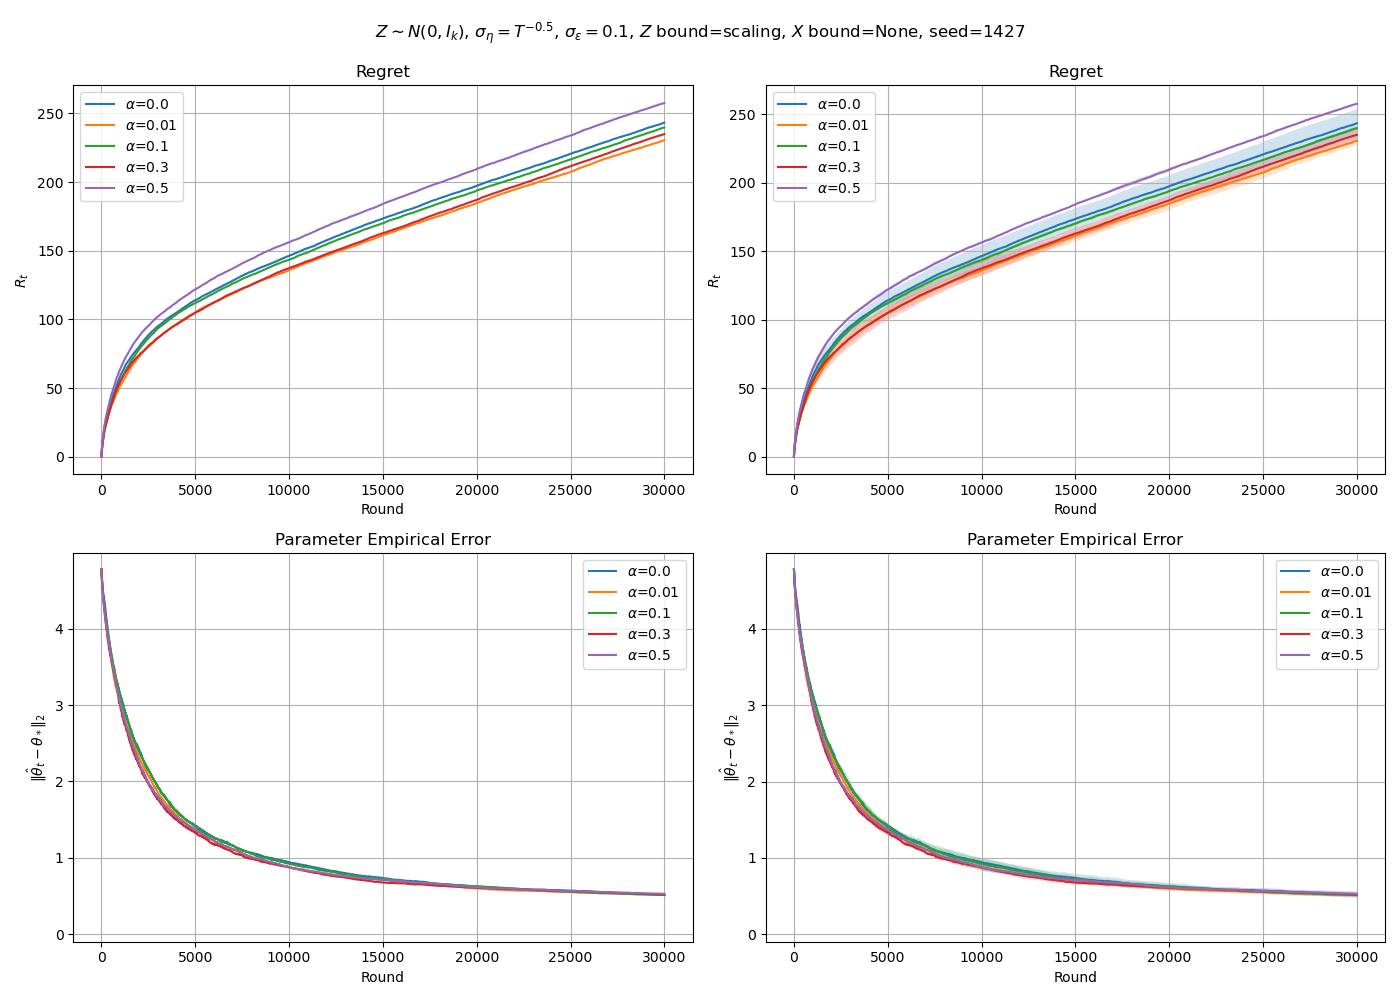 Z ∼ N(0, I_k), σ_η = T^{−0.5}, σ_ε = 0.1, Z bound=scaling, X bound=None, seed=1427
Regret
R_t
250
200
150
100
50
0
α=0.0
α=0.01
α=0.1
α=0.3
α=0.5
0 5000 10000 15000 20000 25000 30000
Round
Regret
R_t
250
200
150
100
50
0
α=0.0
α=0.01
α=0.1
α=0.3
α=0.5
0 5000 10000 15000 20000 25000 30000
Round
Parameter Empirical Error
‖θ̂_t − θ_*‖_2
4
3
2
1
0
α=0.0
α=0.01
α=0.1
α=0.3
α=0.5
0 5000 10000 15000 20000 25000 30000
Round
Parameter Empirical Error
‖θ̂_t − θ_*‖_2
4
3
2
1
0
α=0.0
α=0.01
α=0.1
α=0.3
α=0.5
0 5000 10000 15000 20000 25000 30000
Round